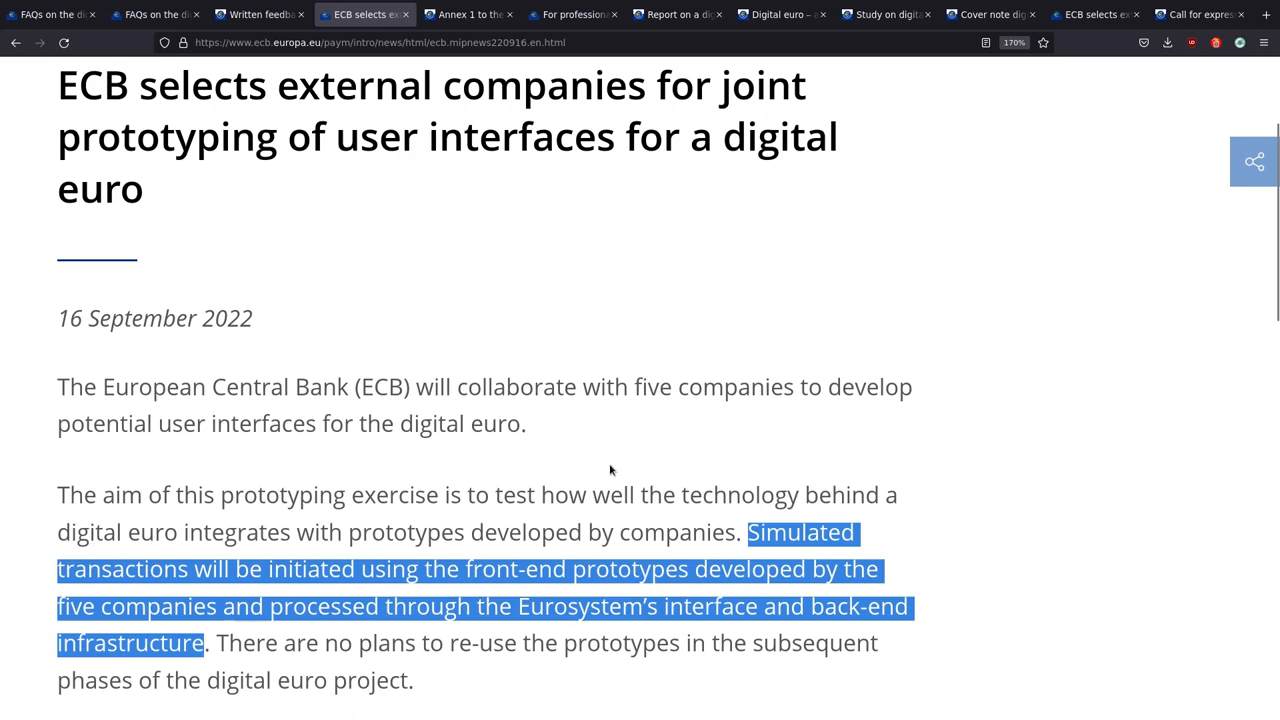 FAQs on the di
FAQs on the di
Written feedba
ECB selects ex
Annex 1 to the
For professiona
Report on a dig
Digital euro –
Study on digita
Cover note dig
ECB selects ex
Call for expres
https://www.ecb.europa.eu/paym/intro/news/html/ecb.mipnews220916.en.html
170%
ECB selects external companies for joint
prototyping of user interfaces for a digital
euro
16 September 2022
The European Central Bank (ECB) will collaborate with five companies to develop
potential user interfaces for the digital euro.
The aim of this prototyping exercise is to test how well the technology behind a
digital euro integrates with prototypes developed by companies. Simulated
transactions will be initiated using the front-end prototypes developed by the
five companies and processed through the Eurosystem's interface and back-end
infrastructure. There are no plans to re-use the prototypes in the subsequent
phases of the digital euro project.